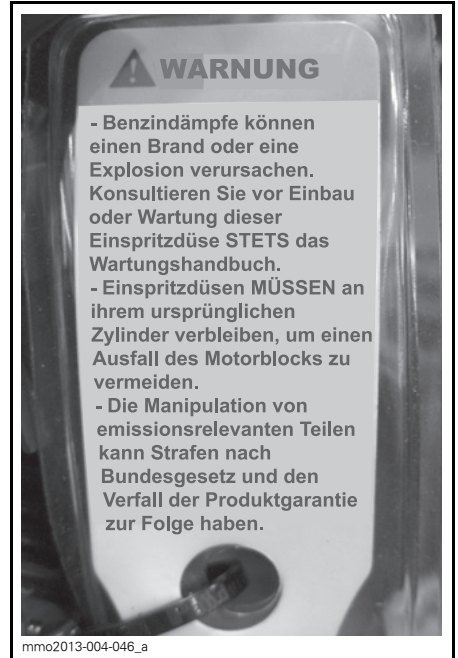 WARNUNG
- Benzindämpfe können
einen Brand oder eine
Explosion verursachen.
Konsultieren Sie vor Einbau
oder Wartung dieser
Einspritzdüse STETS das
Wartungshandbuch.
- Einspritzdüsen MÜSSEN an
ihrem ursprünglichen
Zylinder verbleiben, um einen
Ausfall des Motorblocks zu
vermeiden.
- Die Manipulation von
emissionsrelevanten Teilen
kann Strafen nach
Bundesgesetz und den
Verfall der Produktgarantie
zur Folge haben.
mmo2013-004-046_a